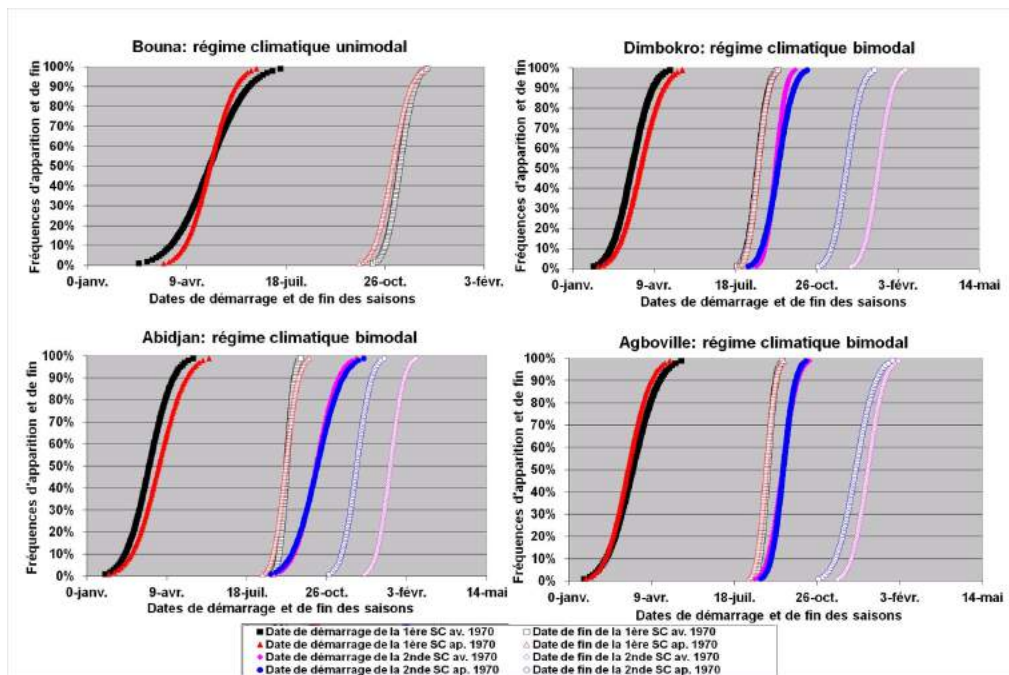 Bouna: régime climatique unimodal
Fréquences d'apparition et de fin
100%
90%
80%
70%
60%
50%
40%
30%
20%
10%
0%
0-janv. 9-avr. 18-juil. 26-oct. 3-févr.
Dates de démarrage et de fin des saisons
Dimbokro: régime climatique bimodal
Fréquences d'apparition et de fin
100%
90%
80%
70%
60%
50%
40%
30%
20%
10%
0%
0-janv. 9-avr. 18-juil. 26-oct. 3-févr. 14-mai
Dates de démarrage et de fin des saisons
Abidjan: régime climatique bimodal
Fréquences d'apparition et de fin
100%
90%
80%
70%
60%
50%
40%
30%
20%
10%
0%
0-janv. 9-avr. 18-juil. 26-oct. 3-févr. 14-mai
Dates de démarrage et de fin des saisons
Agboville: régime climatique bimodal
Fréquences d'apparition et de fin
100%
90%
80%
70%
60%
50%
40%
30%
20%
10%
0%
0-janv. 9-avr. 18-juil. 26-oct. 3-févr. 14-mai
Dates de démarrage et de fin des saisons
Date de démarrage de la 1ère SC av. 1970
Date de fin de la 1ère SC av. 1970
Date de démarrage de la 1ère SC ap. 1970
Date de fin de la 1ère SC ap. 1970
Date de démarrage de la 2nde SC av. 1970
Date de fin de la 2nde SC av. 1970
Date de démarrage de la 2nde SC ap. 1970
Date de fin de la 2nde SC ap. 1970